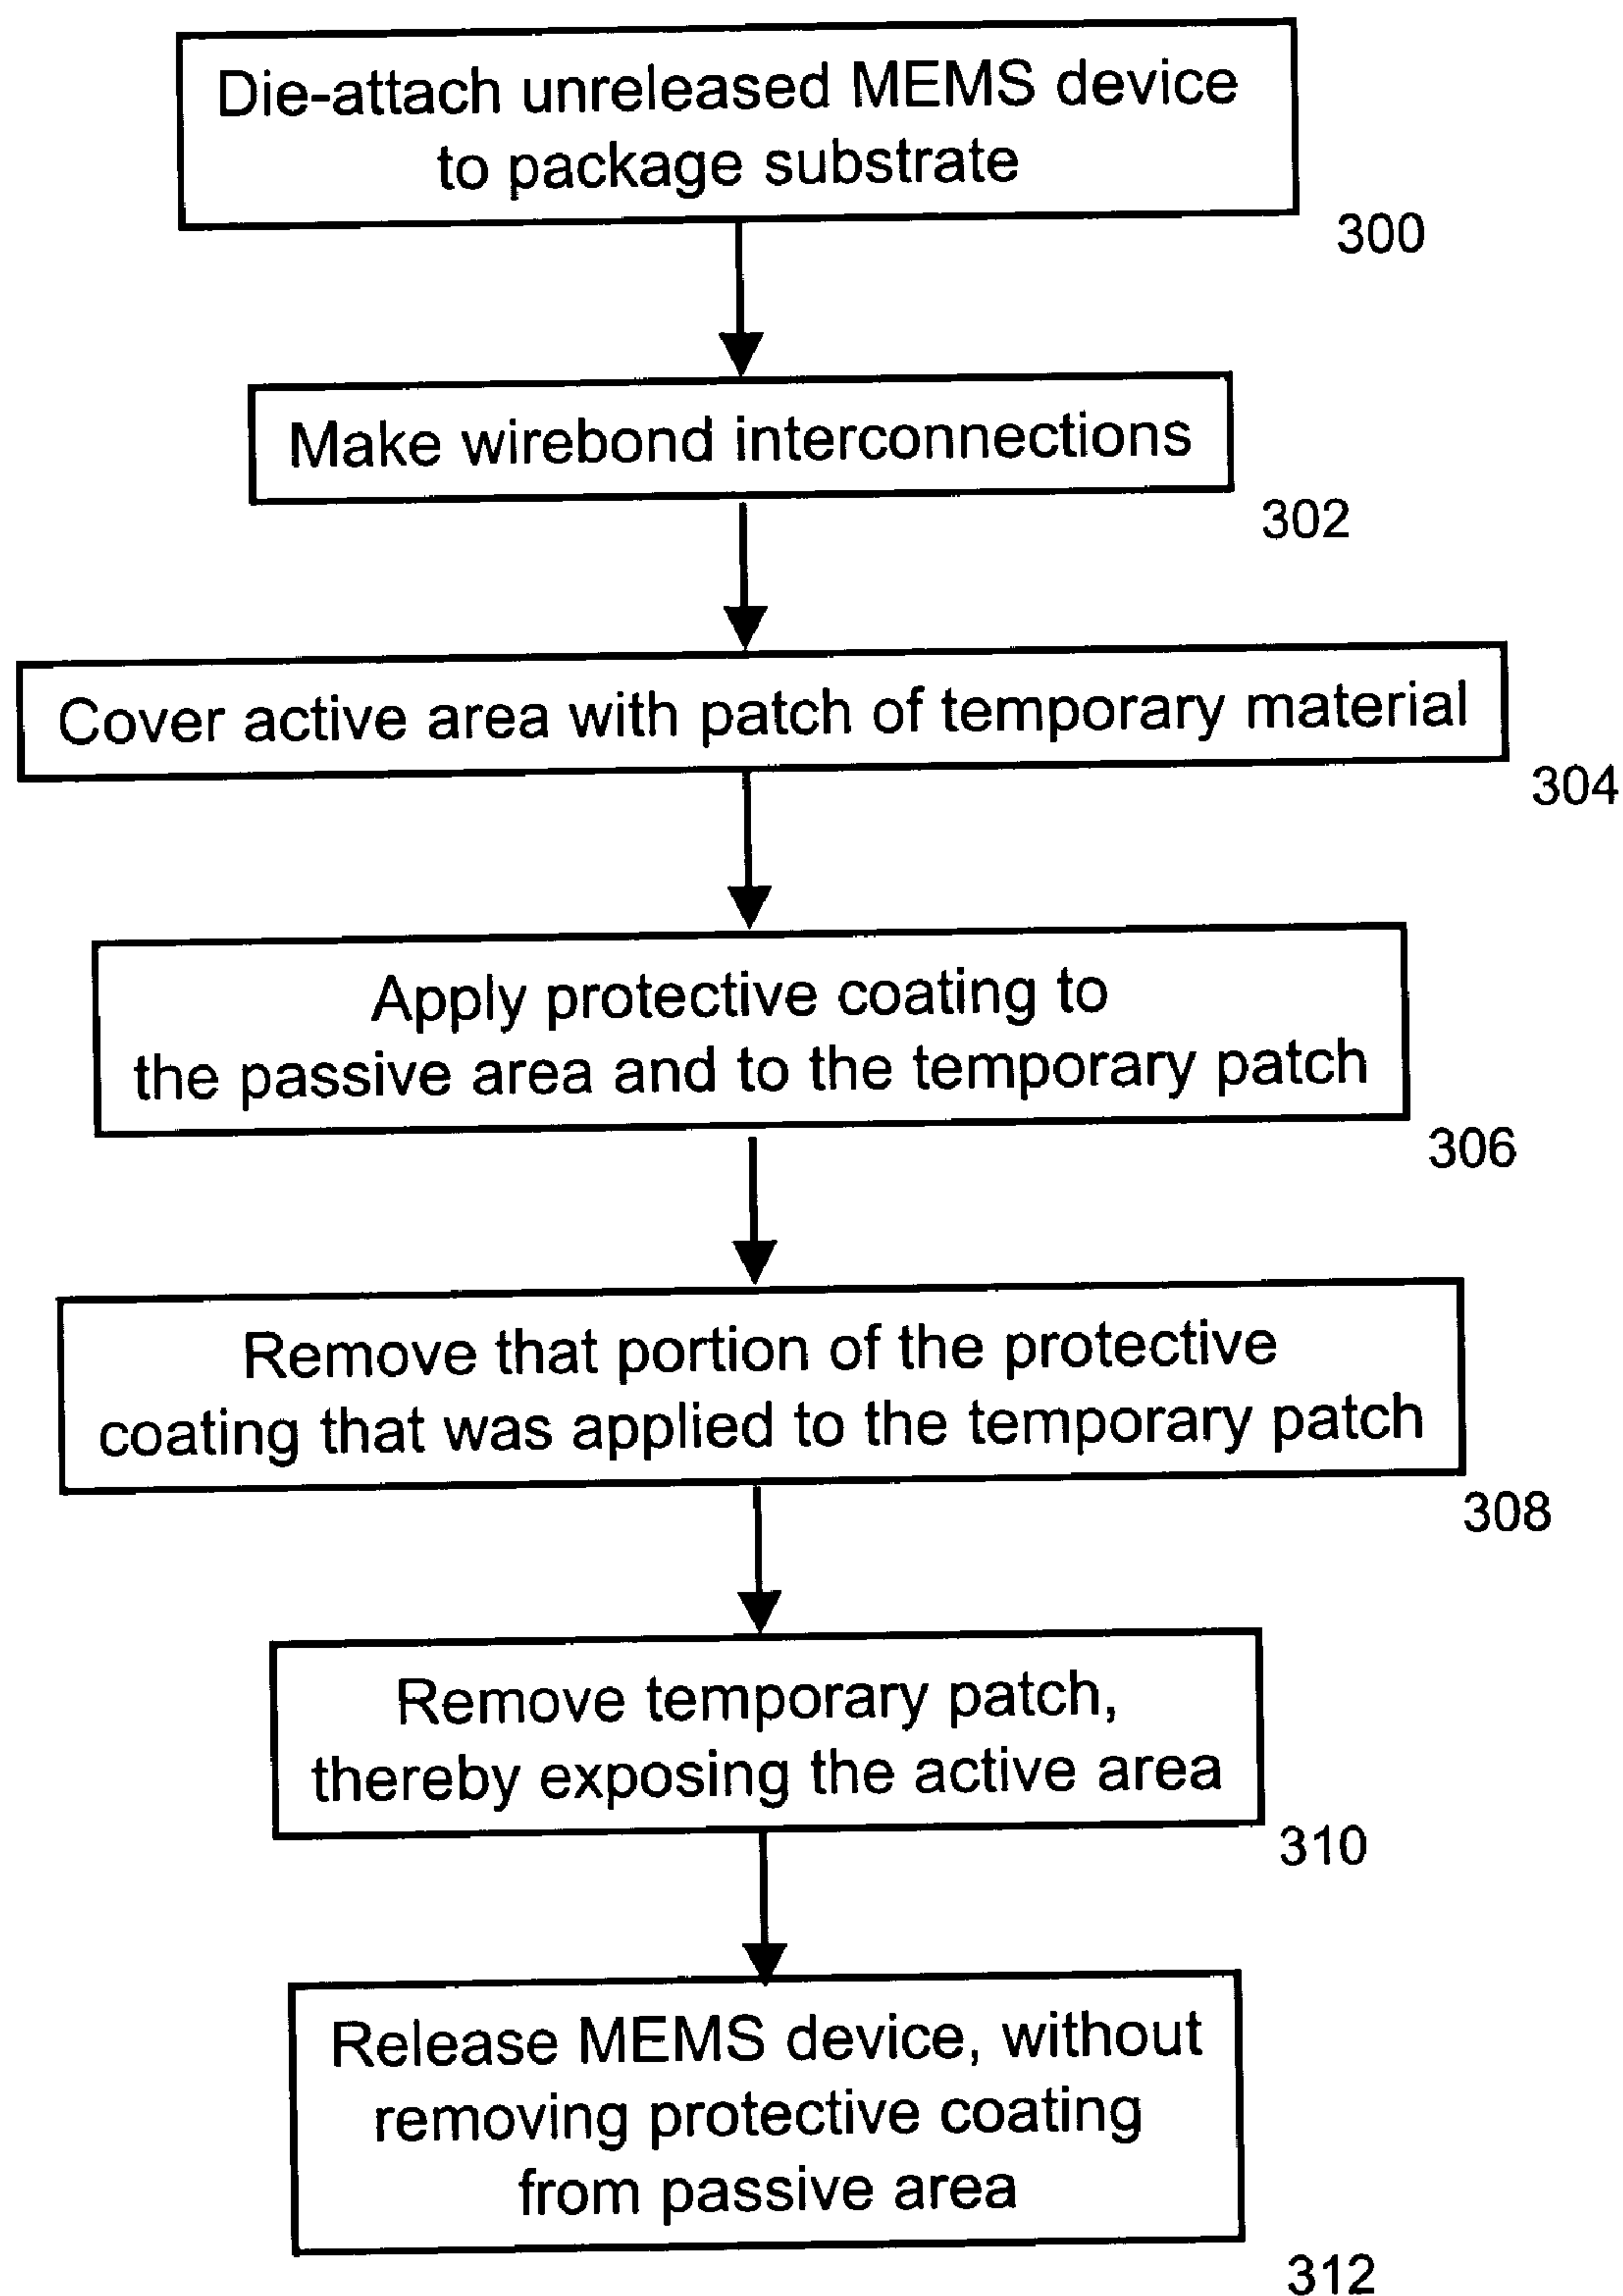 Die-attach unreleased MEMS device
to package substrate
300
Make wirebond interconnections
302
Cover active area with patch of temporary material
304
Apply protective coating to
the passive area and to the temporary patch
306
Remove that portion of the protective
coating that was applied to the temporary patch
308
Remove temporary patch,
thereby exposing the active area
310
Release MEMS device, without
removing protective coating
from passive area
312